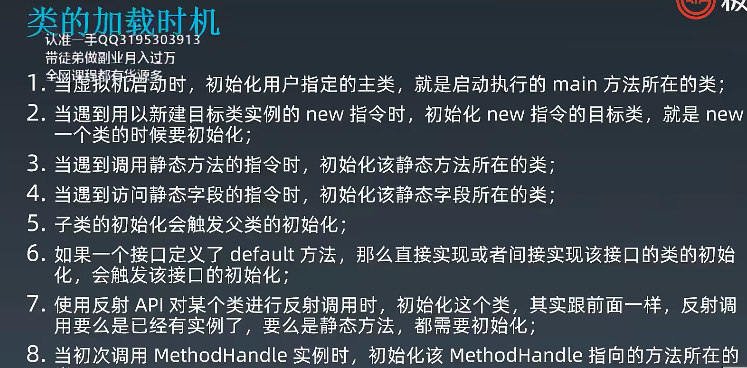 类的加载时机
认准一手QQ3195303913
带徒弟做副业月入过万
全网课程都有货源多
1. 当虚拟机启动时，初始化用户指定的主类，就是启动执行的 main 方法所在的类；
2. 当遇到用以新建目标类实例的 new 指令时，初始化 new 指令的目标类，就是 new
一个类的时候要初始化；
3. 当遇到调用静态方法的指令时，初始化该静态方法所在的类；
4. 当遇到访问静态字段的指令时，初始化该静态字段所在的类；
5. 子类的初始化会触发父类的初始化；
6. 如果一个接口定义了 default 方法，那么直接实现或者间接实现该接口的类的初始
化，会触发该接口的初始化；
7. 使用反射 API 对某个类进行反射调用时，初始化这个类，其实跟前面一样，反射调
用要么是已经有实例了，要么是静态方法，都需要初始化；
8. 当初次调用 MethodHandle 实例时，初始化该 MethodHandle 指向的方法所在的